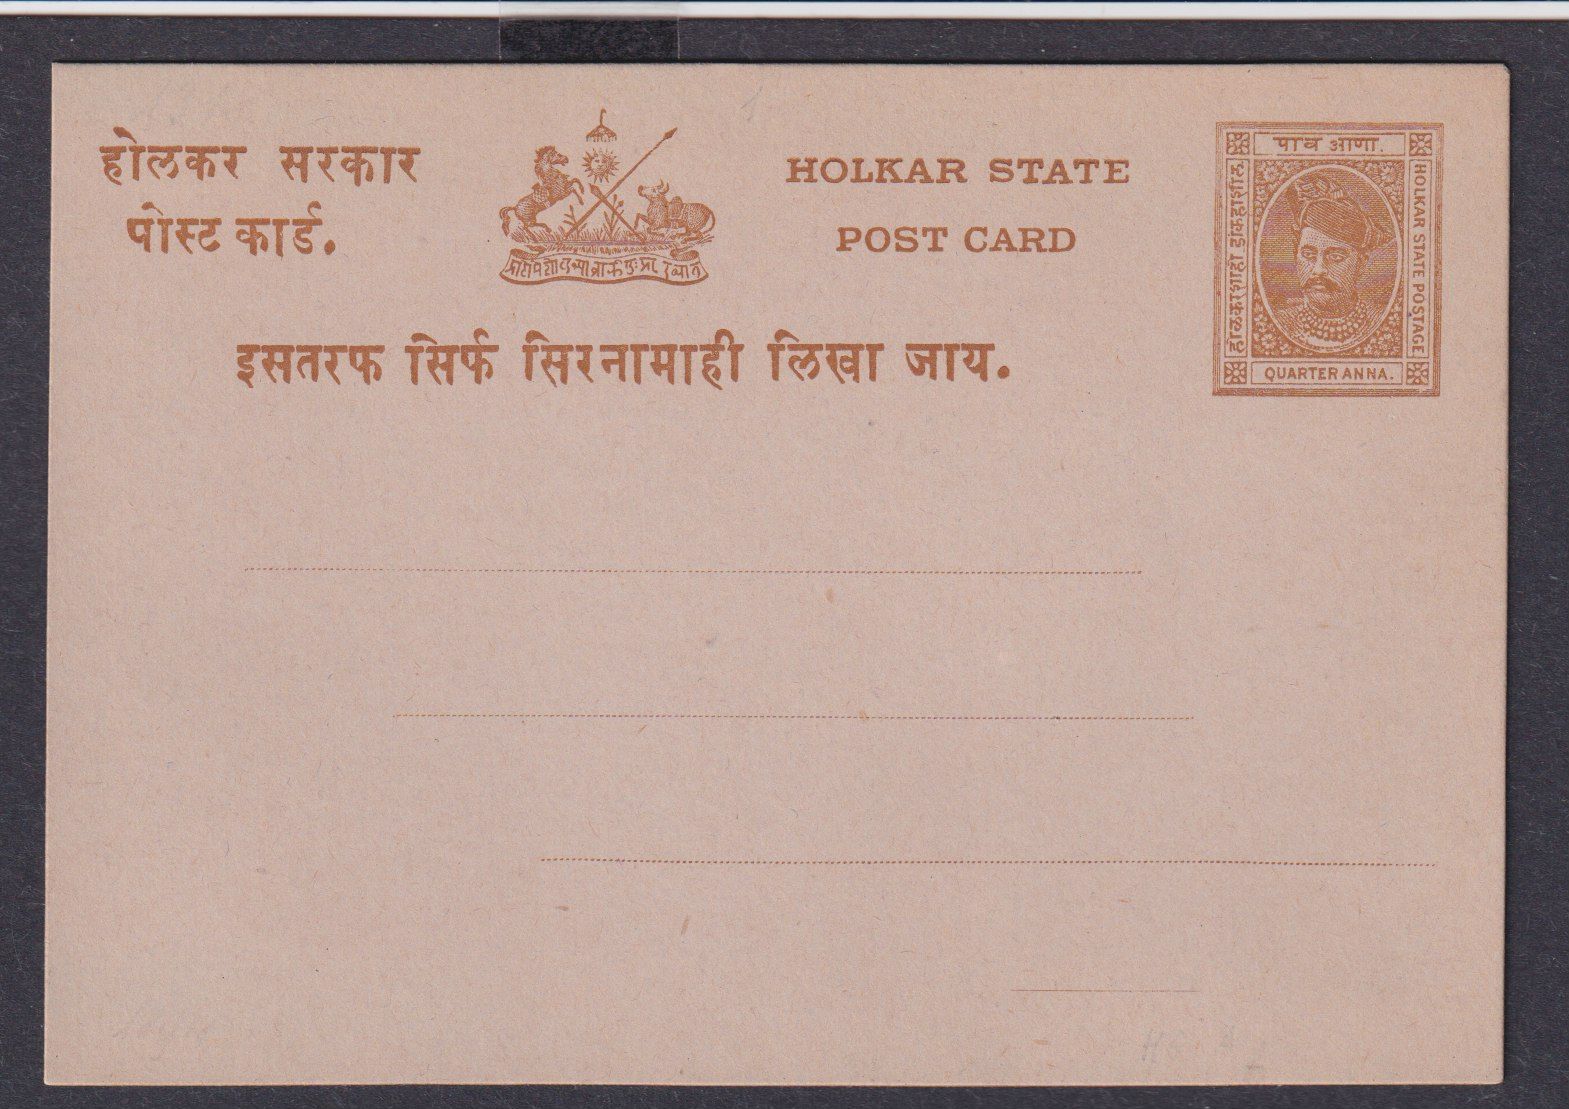 होलकर सरकार
पोस्ट कार्ड.
HOLKAR STATE
POST CARD
इसतरफ सिर्फ सिरनामाही लिखा जाय.
पाव आणा.
HOLKAR STATE POSTAGE
QUARTER ANNA.